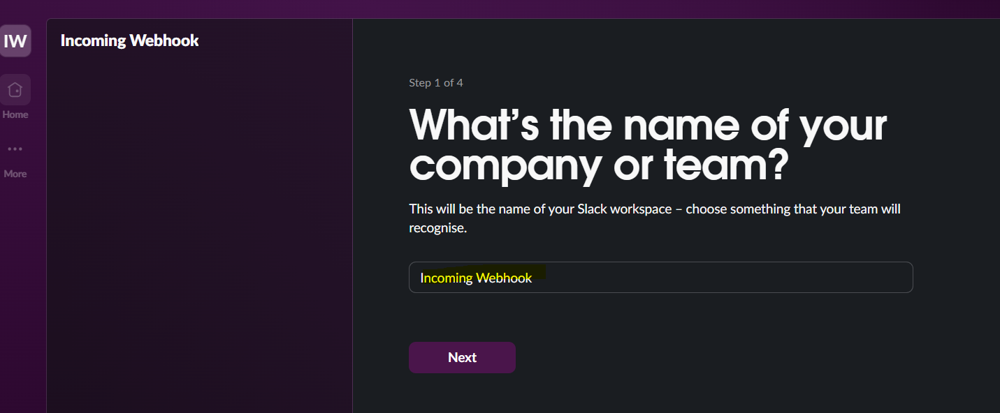 IW
Home
More
Incoming Webhook
Step 1 of 4
What's the name of your
company or team?
This will be the name of your Slack workspace – choose something that your team will
recognise.
Incoming Webhook
Next